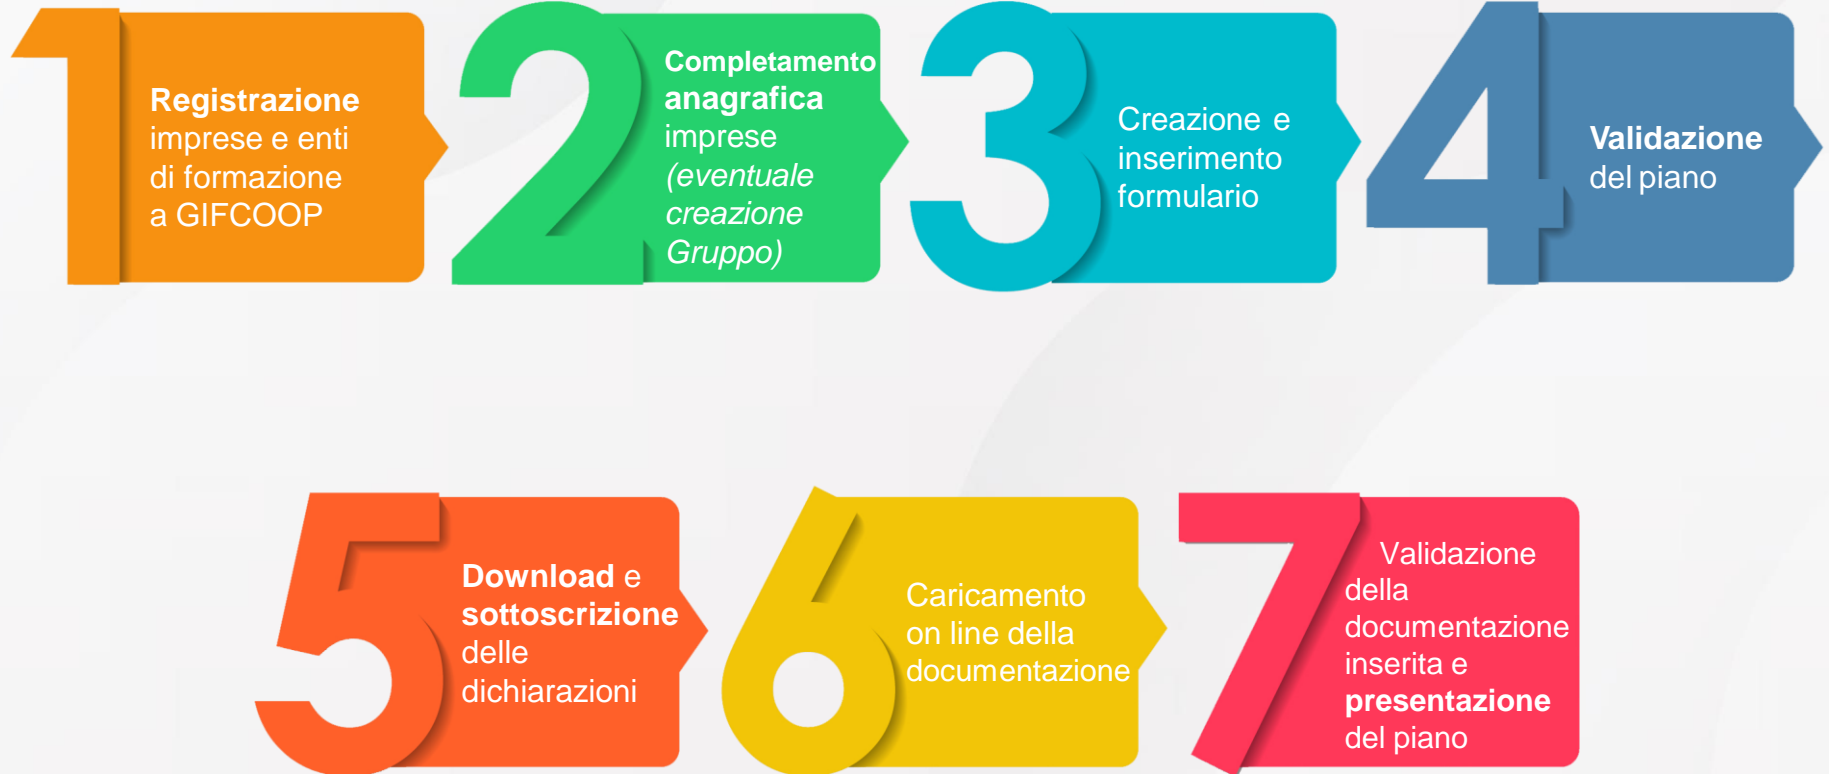 1
Registrazione
imprese e enti
di formazione
a GIFCOOP
2
Completamento
anagrafica
imprese
(eventuale
creazione
Gruppo)
3
Creazione e
inserimento
formulario
4
Validazione
del piano
5
Download e
sottoscrizione
delle
dichiarazioni
6
Caricamento
on line della
documentazione
7
Validazione
della
documentazione
inserita e
presentazione
del piano